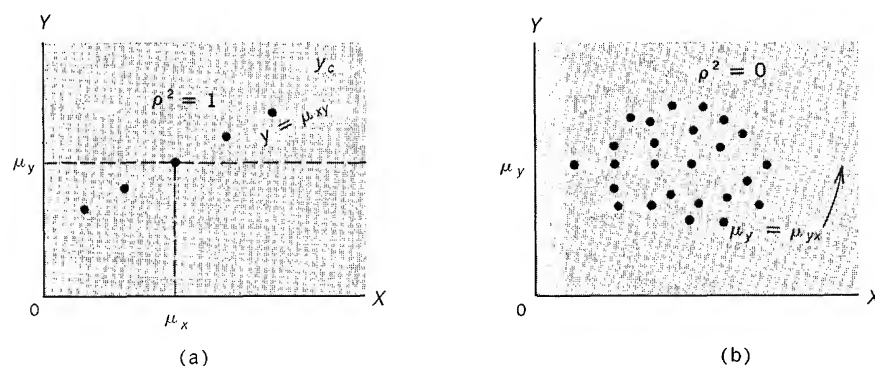 Y
y_c
ρ² = 1
y = μ_xy
μ_y
0
μ_x
X
(a)
Y
ρ² = 0
μ_y
μ_y = μ_yx
0
X
(b)